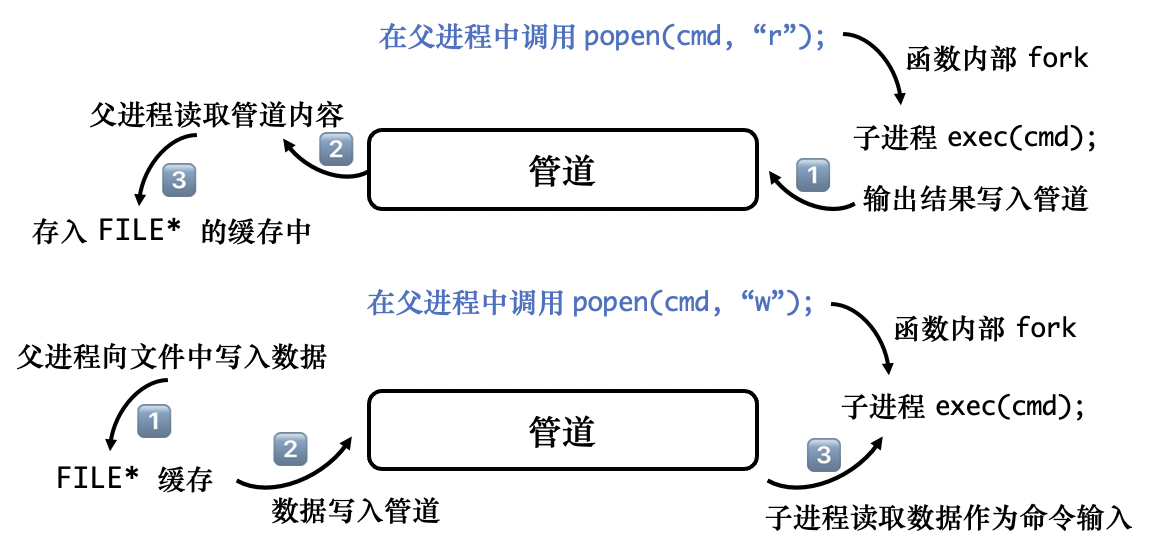 在父进程中调用 popen(cmd, “r”);
函数内部 fork
父进程读取管道内容
2
管道
子进程 exec(cmd);
3
1
输出结果写入管道
存入 FILE* 的缓存中
在父进程中调用 popen(cmd, “w”);
函数内部 fork
父进程向文件中写入数据
1
管道
子进程 exec(cmd);
2
3
FILE* 缓存
数据写入管道
子进程读取数据作为命令输入